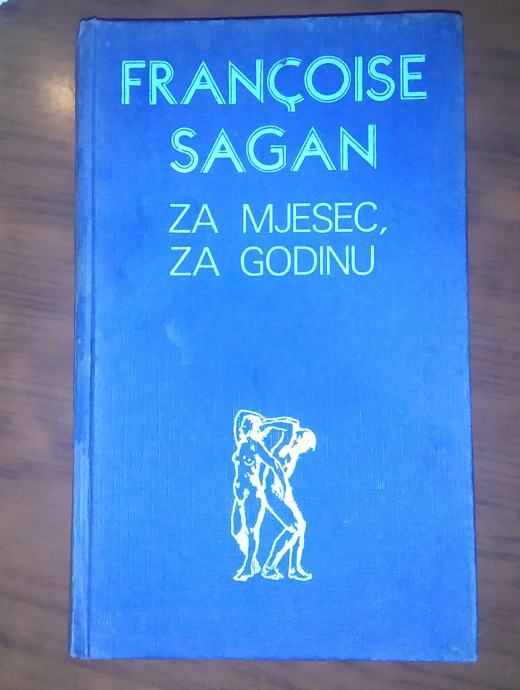 FRANÇOISE
SAGAN
ZA MJESEC,
ZA GODINU